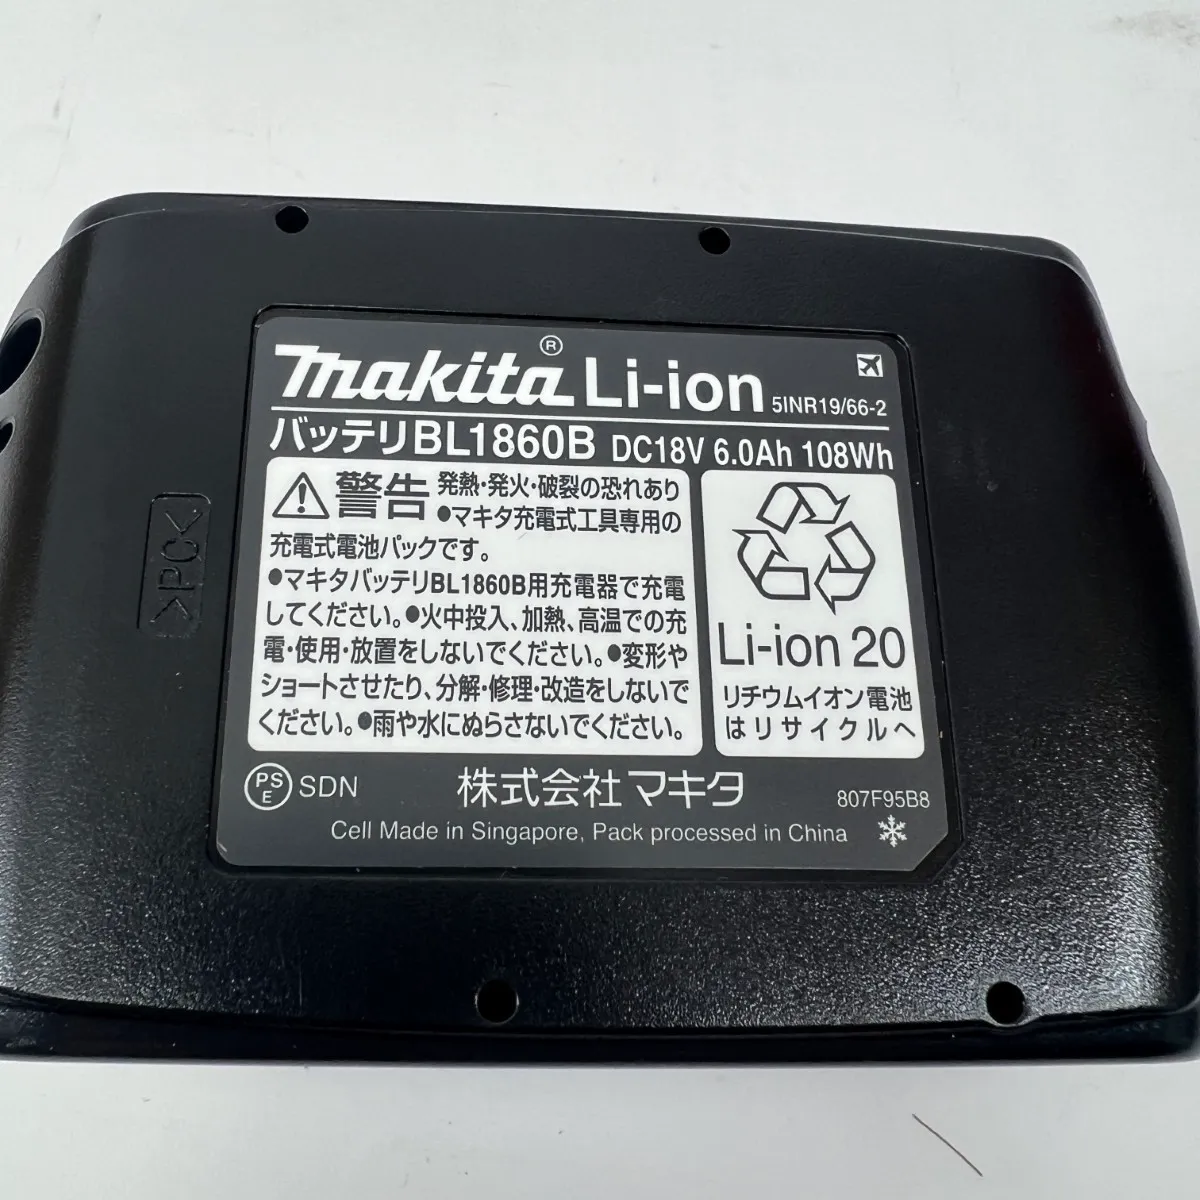 makita® Li-ion 5INR19/66-2
バッテリBL1860B DC18V 6.0Ah 108Wh
警告 発熱・発火・破裂の恐れあり
●マキタ充電式工具専用の
充電式電池パックです。
●マキタバッテリBL1860B用充電器で充電
してください。●火中投入、加熱、高温での充
電・使用・放置をしないでください。●変形や
ショートさせたり、分解・修理・改造をしないで
ください。●雨や水にぬらさないでください。
Li-ion 20
リチウムイオン電池
はリサイクルへ
PS
E
SDN
株式会社マキタ
807F95B8
Cell Made in Singapore, Pack processed in China
>PC<